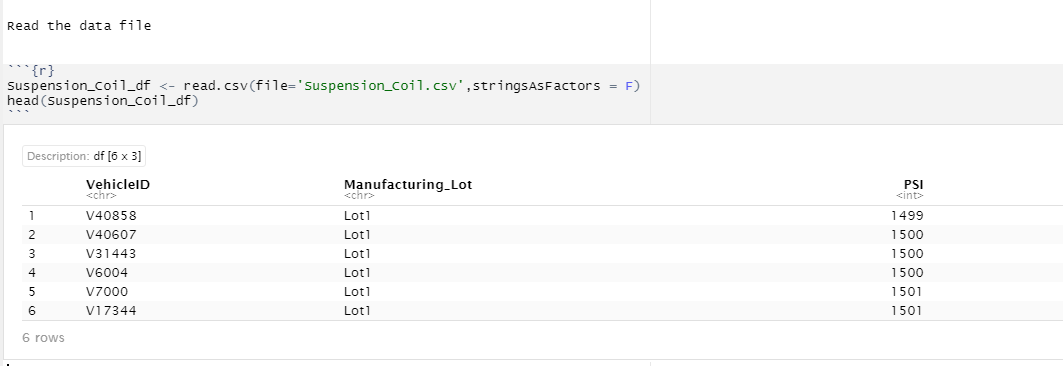 Read the data file
```{r}
Suspension_Coil_df <- read.csv(file='Suspension_Coil.csv',stringsAsFactors = F)
head(Suspension_Coil_df)
```
Description: df [6 x 3]
VehicleID Manufacturing_Lot PSI
<chr> <chr> <int>
1 V40858 Lot1 1499
2 V40607 Lot1 1500
3 V31443 Lot1 1500
4 V6004 Lot1 1500
5 V7000 Lot1 1501
6 V17344 Lot1 1501
6 rows